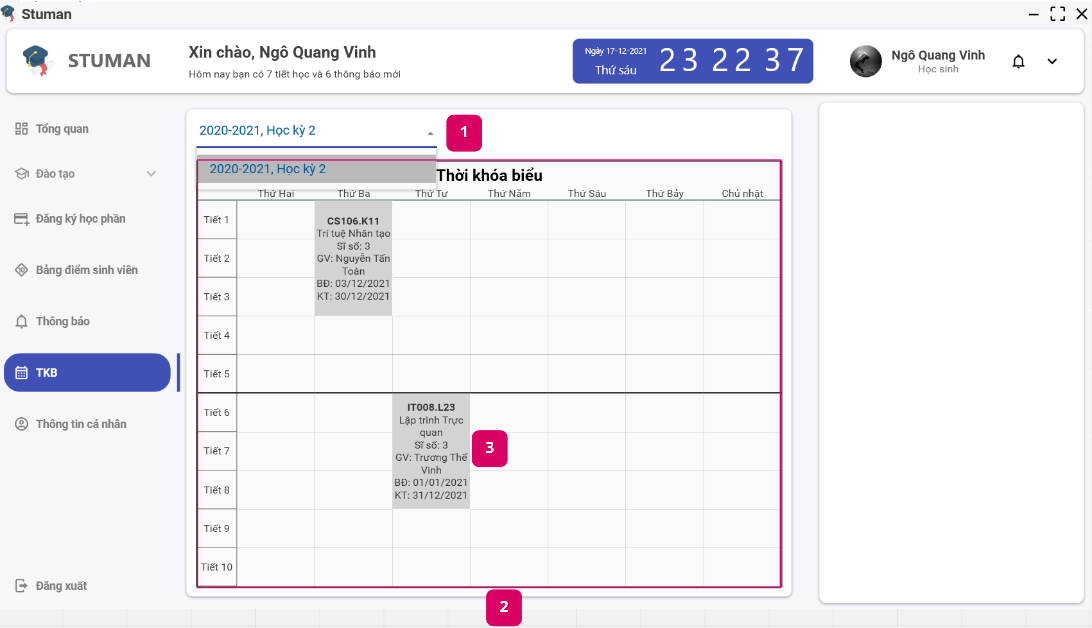 Stuman
STUMAN
Xin chào, Ngô Quang Vinh
Hôm nay bạn có 7 tiết học và 6 thông báo mới
Ngày 17-12-2021
Thứ sáu
23 22 37
Ngô Quang Vinh
Học sinh
Tổng quan
Đào tạo
Đăng ký học phần
Bảng điểm sinh viên
Thông báo
TKB
Thông tin cá nhân
Đăng xuất
2020-2021, Học kỳ 2
1
2020-2021, Học kỳ 2
Thời khóa biểu
Thứ Hai Thứ Ba Thứ Tư Thứ Năm Thứ Sáu Thứ Bảy Chủ nhật
Tiết 1
Tiết 2
Tiết 3
Tiết 4
Tiết 5
Tiết 6
Tiết 7
Tiết 8
Tiết 9
Tiết 10
CS106.K11
Trí tuệ Nhân tạo
Sĩ số: 3
GV: Nguyễn Tấn
Toàn
BĐ: 03/12/2021
KT: 30/12/2021
IT008.L23
Lập trình Trực
quan
Sĩ số: 3
GV: Trương Thế
Vinh
BĐ: 01/01/2021
KT: 31/12/2021
3
2